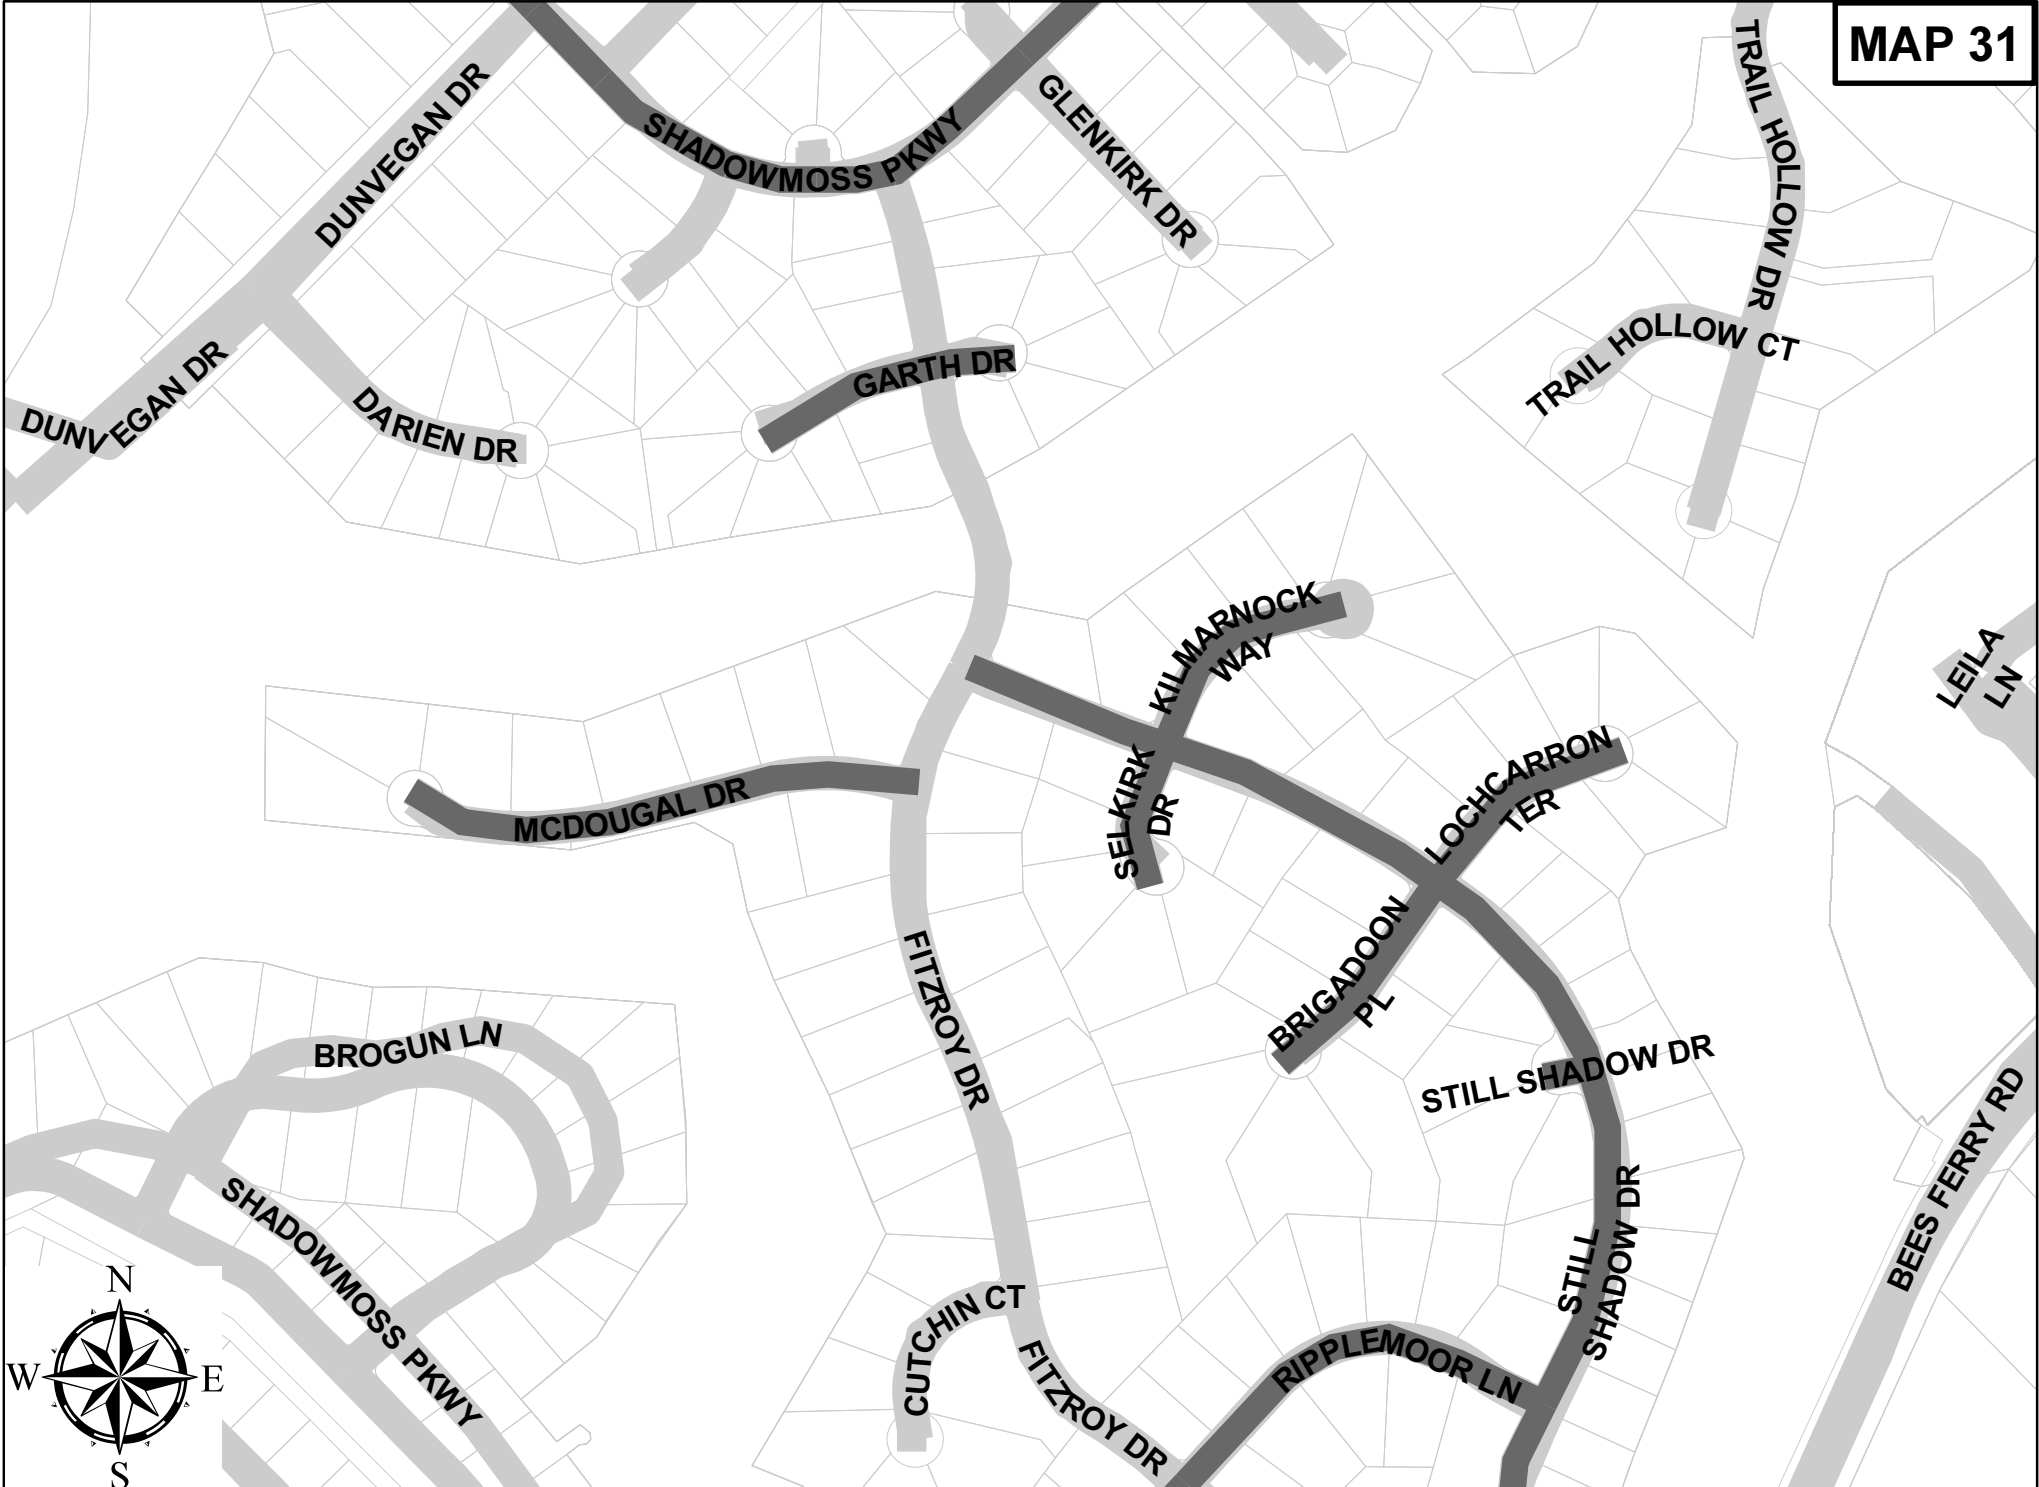 MAP 31
TRAIL HOLLOW DR
DUNVEGAN DR
SHADOWMOSS PKWY
GLENKIRK DR
DUNVEGAN DR
DARIEN DR
GARTH DR
TRAIL HOLLOW CT
KILMARNOCK
WAY
LEILA
LN
SELKIRK
DR
LOCHCARRON
TER
MCDOUGAL DR
BRIGADOON
PL
FITZROY DR
BROGUN LN
STILL SHADOW DR
BEES FERRY RD
SHADOWMOSS PKWY
STILL
SHADOW DR
CUTCHIN CT
FITZROY DR
RIPPLEMOOR LN
N
W
E
S